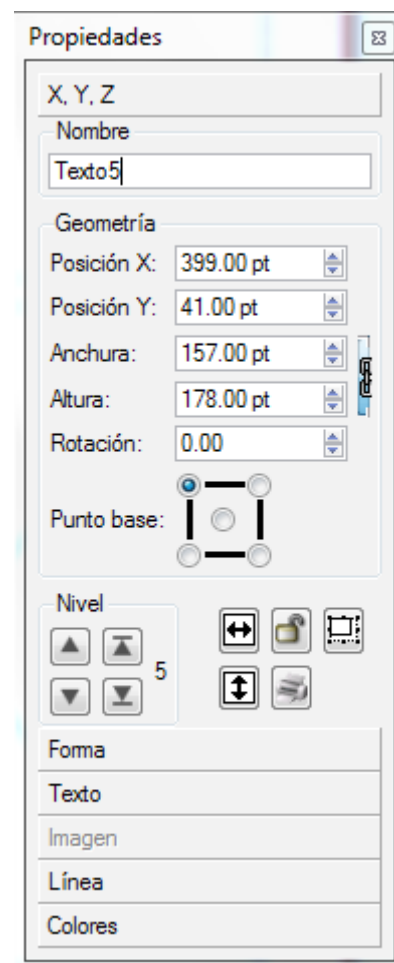 Propiedades
X, Y, Z
Nombre
Texto5
Geometría
Posición X: 399.00 pt
Posición Y: 41.00 pt
Anchura: 157.00 pt
Altura: 178.00 pt
Rotación: 0.00
Punto base:
Nivel
5
Forma
Texto
Imagen
Línea
Colores